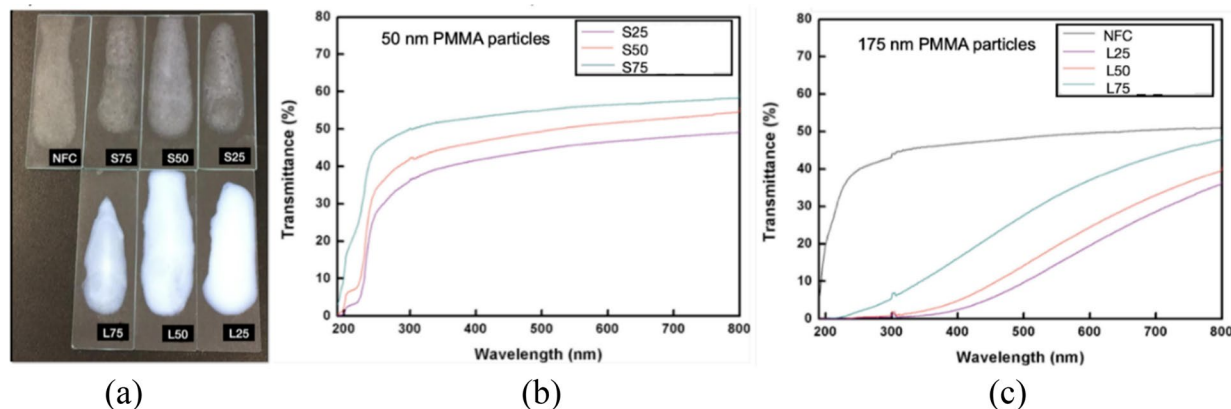 NFC
S75
S50
S25
L75
L50
L25
(a)
80
70
60
50
40
30
20
10
0
Transmittance (%)
50 nm PMMA particles
S25
S50
S75
200
300
400
500
600
700
800
Wavelength (nm)
(b)
80
70
60
50
40
30
20
10
0
Transmittance (%)
175 nm PMMA particles
NFC
L25
L50
L75
200
300
400
500
600
700
800
Wavelength (nm)
(c)